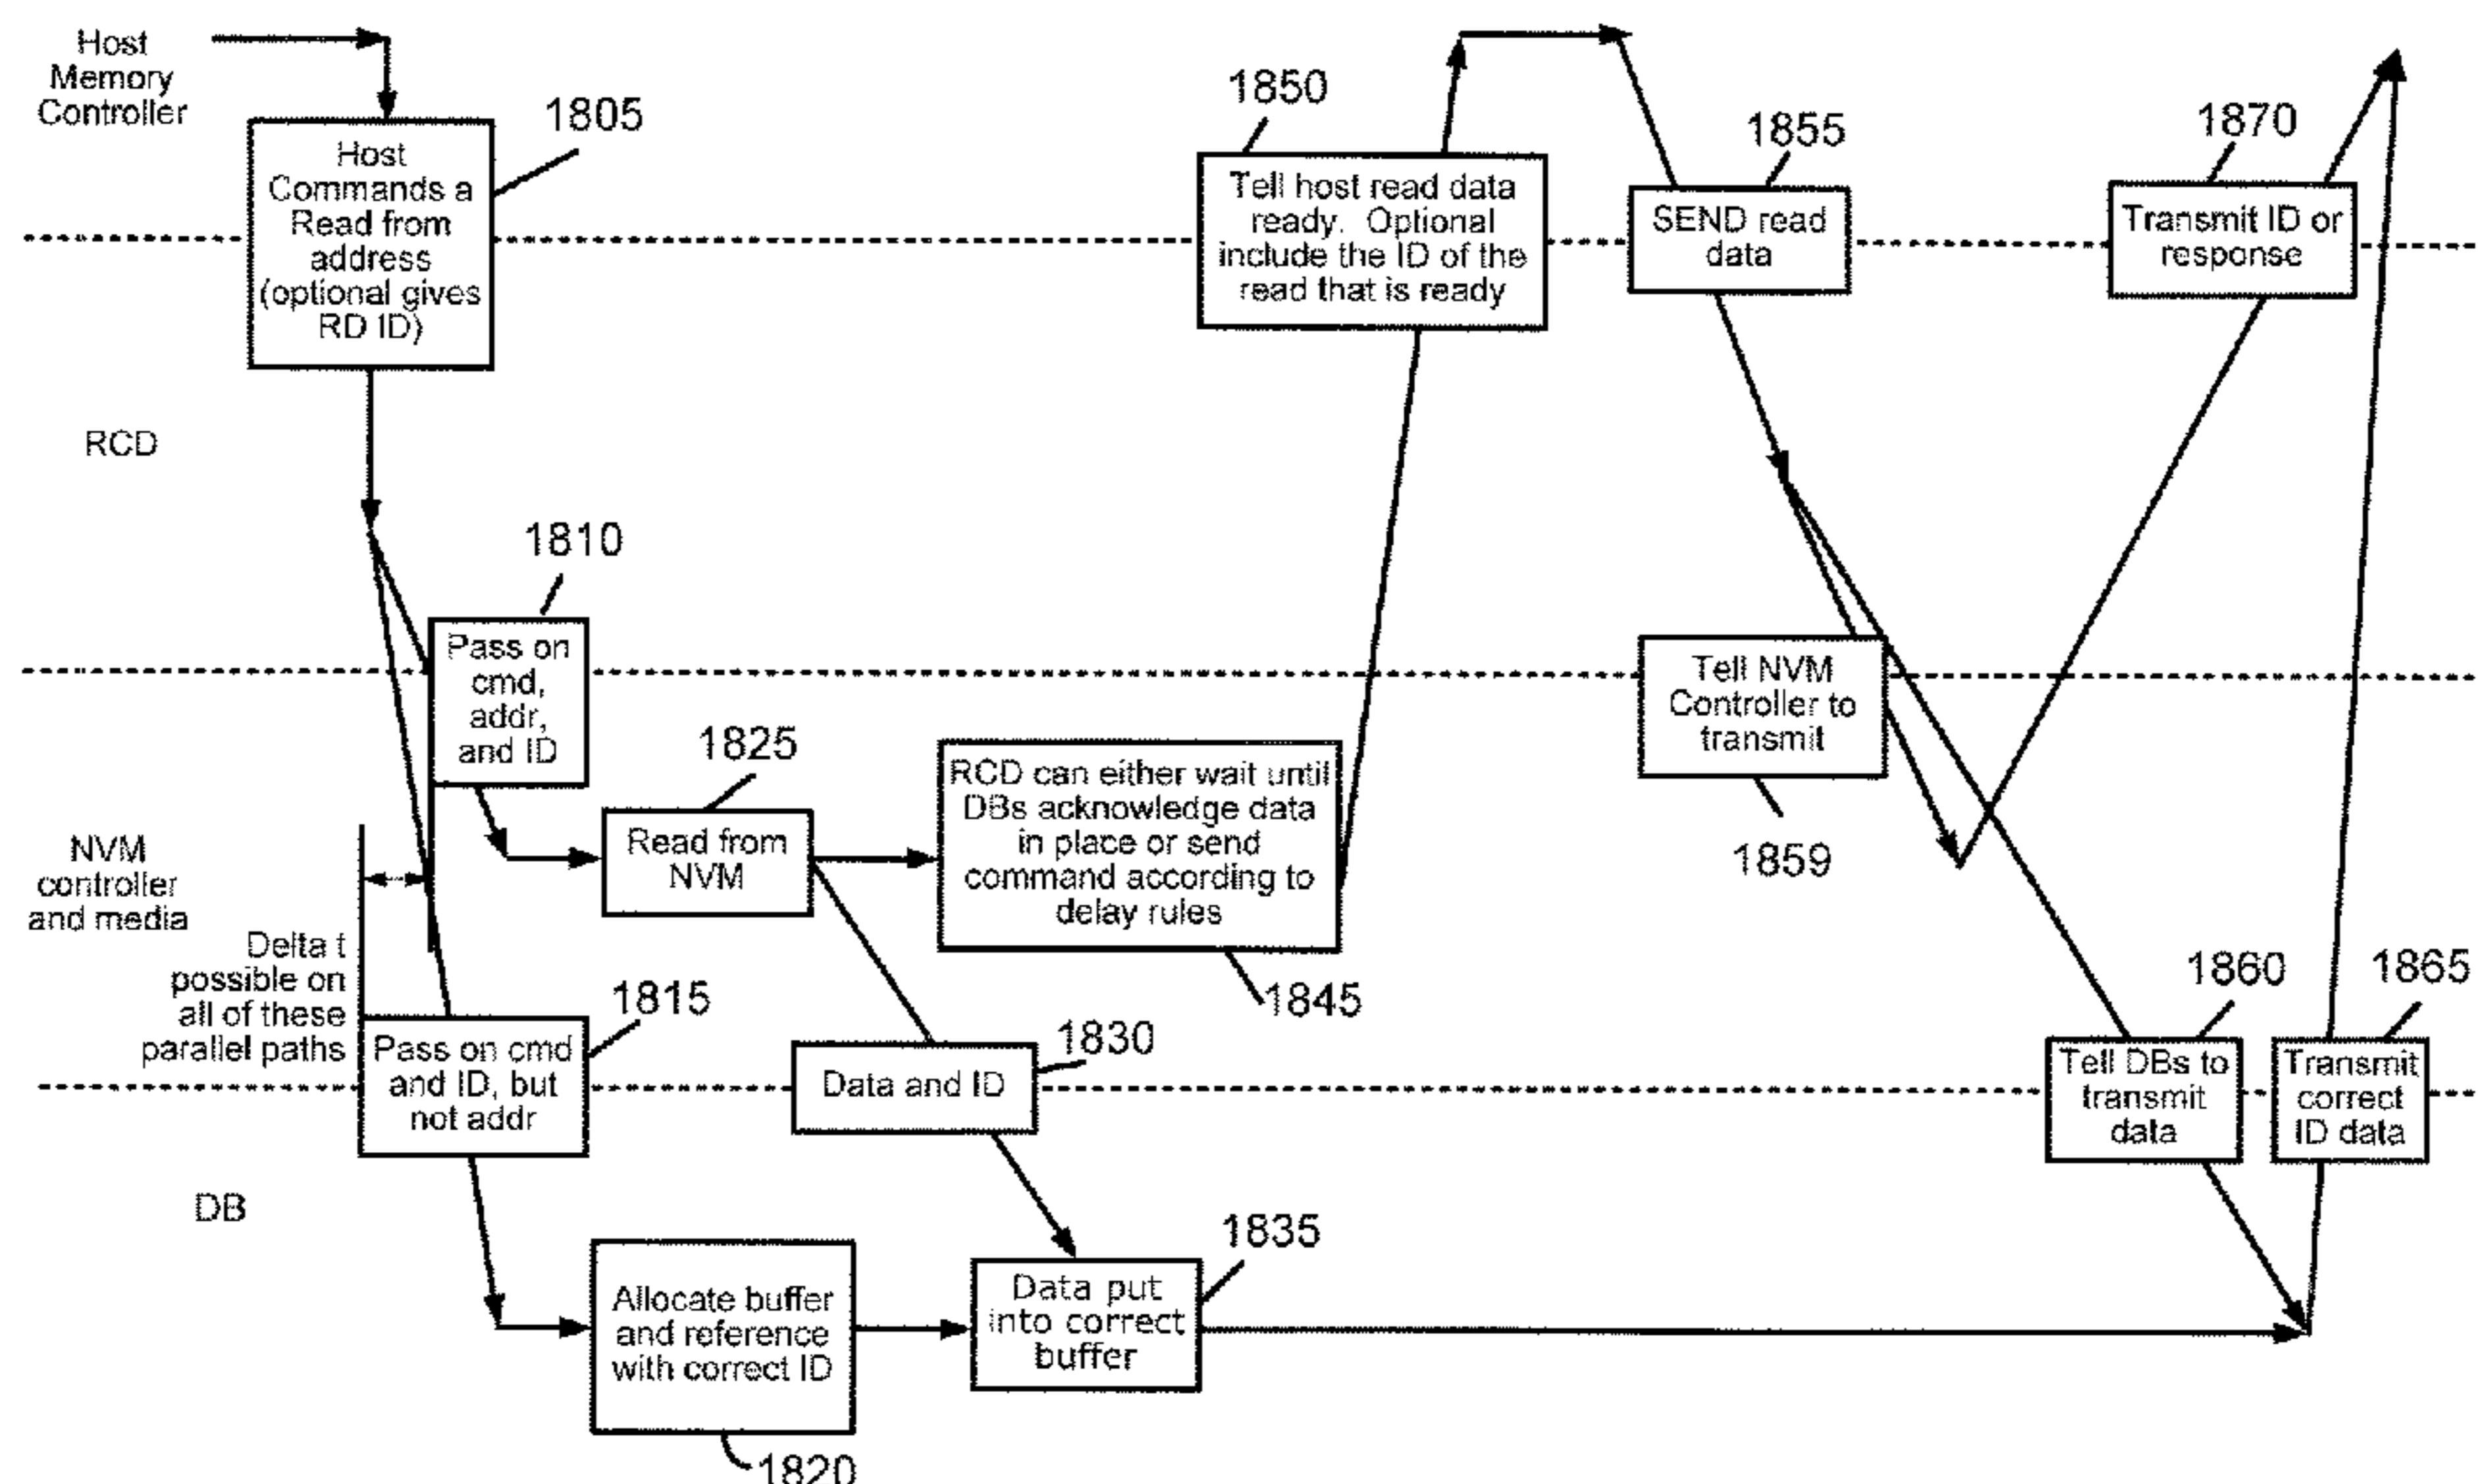 Host
Memory
Controller
1805
Host
Commands a
Read from
address
(optional gives
RD ID)
1850
Tell host read data
ready. Optional
include the ID of the
read that is ready
1855
SEND read
data
1870
Transmit ID or
response
RCD
1810
Pass on
cmd,
addr,
and ID
1825
Read from
NVM
RCD can either wait until
DBs acknowledge data
in place or send
command according to
delay rules
1845
Tell NVM
Controller to
transmit
1859
NVM
controller
and media
Delta t
possible on
all of these
parallel paths
1815
Pass on cmd
and ID, but
not addr
1830
Data and ID
1860
Tell DBs to
transmit
data
1865
Transmit
correct
ID data
DB
Allocate buffer
and reference
with correct ID
1820
1835
Data put
into correct
buffer